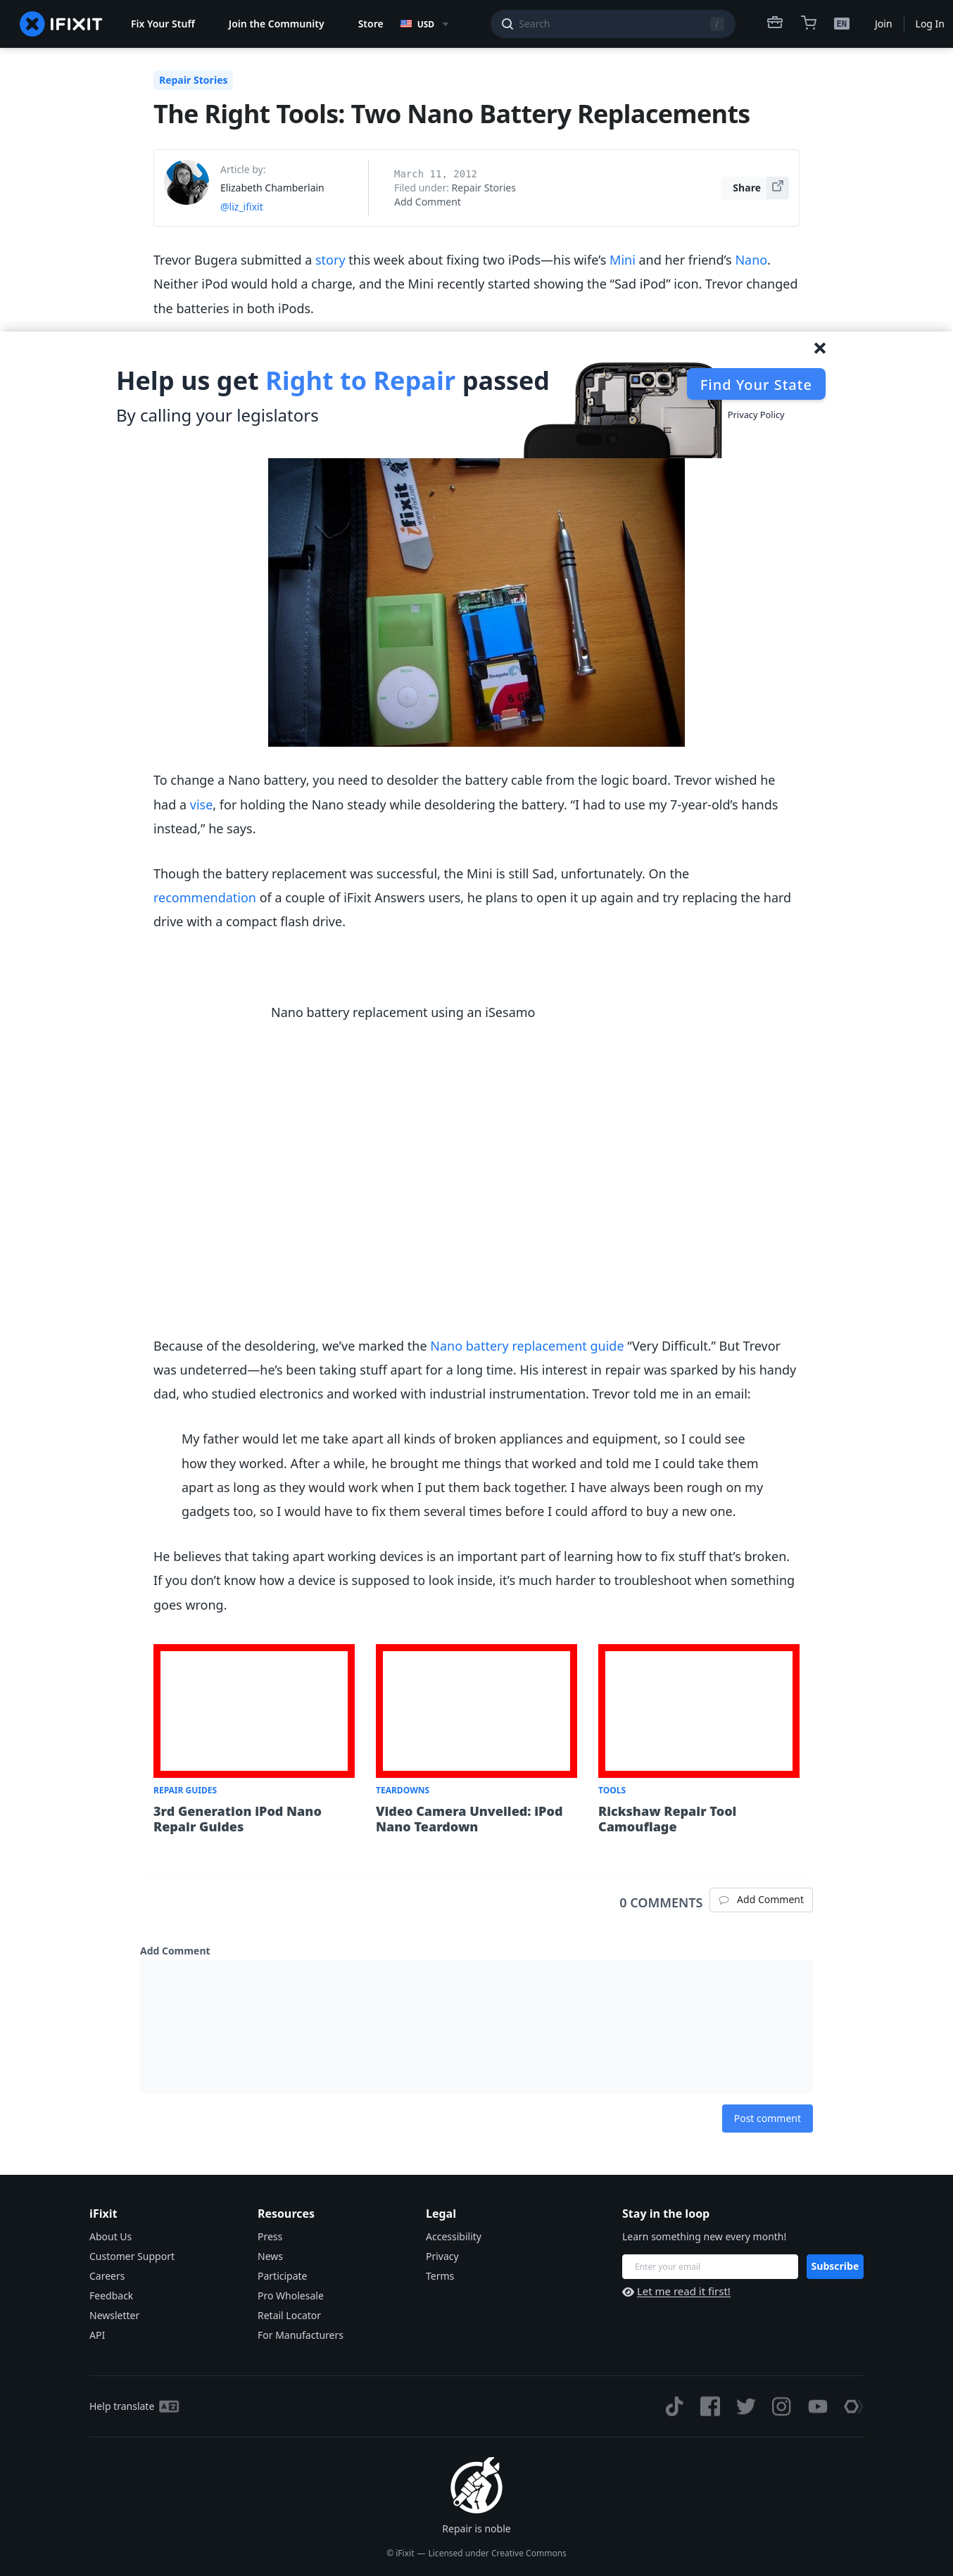 IFIXIT
Fix Your Stuff
Join the Community
Store
USD
Search
/
EN
Join
Log In
Repair Stories
The Right Tools: Two Nano Battery Replacements
Article by:
Elizabeth Chamberlain
@liz_ifixit
March 11, 2012
Filed under: Repair Stories
Add Comment
Share
Trevor Bugera submitted a story this week about fixing two iPods—his wife’s Mini and her friend’s Nano.
Neither iPod would hold a charge, and the Mini recently started showing the “Sad iPod” icon. Trevor changed
the batteries in both iPods.
Help us get Right to Repair passed
By calling your legislators
Find Your State
Privacy Policy
ifixit
www.ifixit.com
Seagate
6 GB
To change a Nano battery, you need to desolder the battery cable from the logic board. Trevor wished he
had a vise, for holding the Nano steady while desoldering the battery. “I had to use my 7-year-old’s hands
instead,” he says.
Though the battery replacement was successful, the Mini is still Sad, unfortunately. On the
recommendation of a couple of iFixit Answers users, he plans to open it up again and try replacing the hard
drive with a compact flash drive.
Nano battery replacement using an iSesamo
Because of the desoldering, we’ve marked the Nano battery replacement guide “Very Difficult.” But Trevor
was undeterred—he’s been taking stuff apart for a long time. His interest in repair was sparked by his handy
dad, who studied electronics and worked with industrial instrumentation. Trevor told me in an email:
My father would let me take apart all kinds of broken appliances and equipment, so I could see
how they worked. After a while, he brought me things that worked and told me I could take them
apart as long as they would work when I put them back together. I have always been rough on my
gadgets too, so I would have to fix them several times before I could afford to buy a new one.
He believes that taking apart working devices is an important part of learning how to fix stuff that’s broken.
If you don’t know how a device is supposed to look inside, it’s much harder to troubleshoot when something
goes wrong.
REPAIR GUIDES
3rd Generation iPod Nano
Repair Guides
TEARDOWNS
Video Camera Unveiled: iPod
Nano Teardown
TOOLS
Rickshaw Repair Tool
Camouflage
0 COMMENTS
Add Comment
Add Comment
Post comment
iFixit
About Us
Customer Support
Careers
Feedback
Newsletter
API
Resources
Press
News
Participate
Pro Wholesale
Retail Locator
For Manufacturers
Legal
Accessibility
Privacy
Terms
Stay in the loop
Learn something new every month!
Enter your email
Subscribe
Let me read it first!
Help translate
Repair is noble
© iFixit — Licensed under Creative Commons